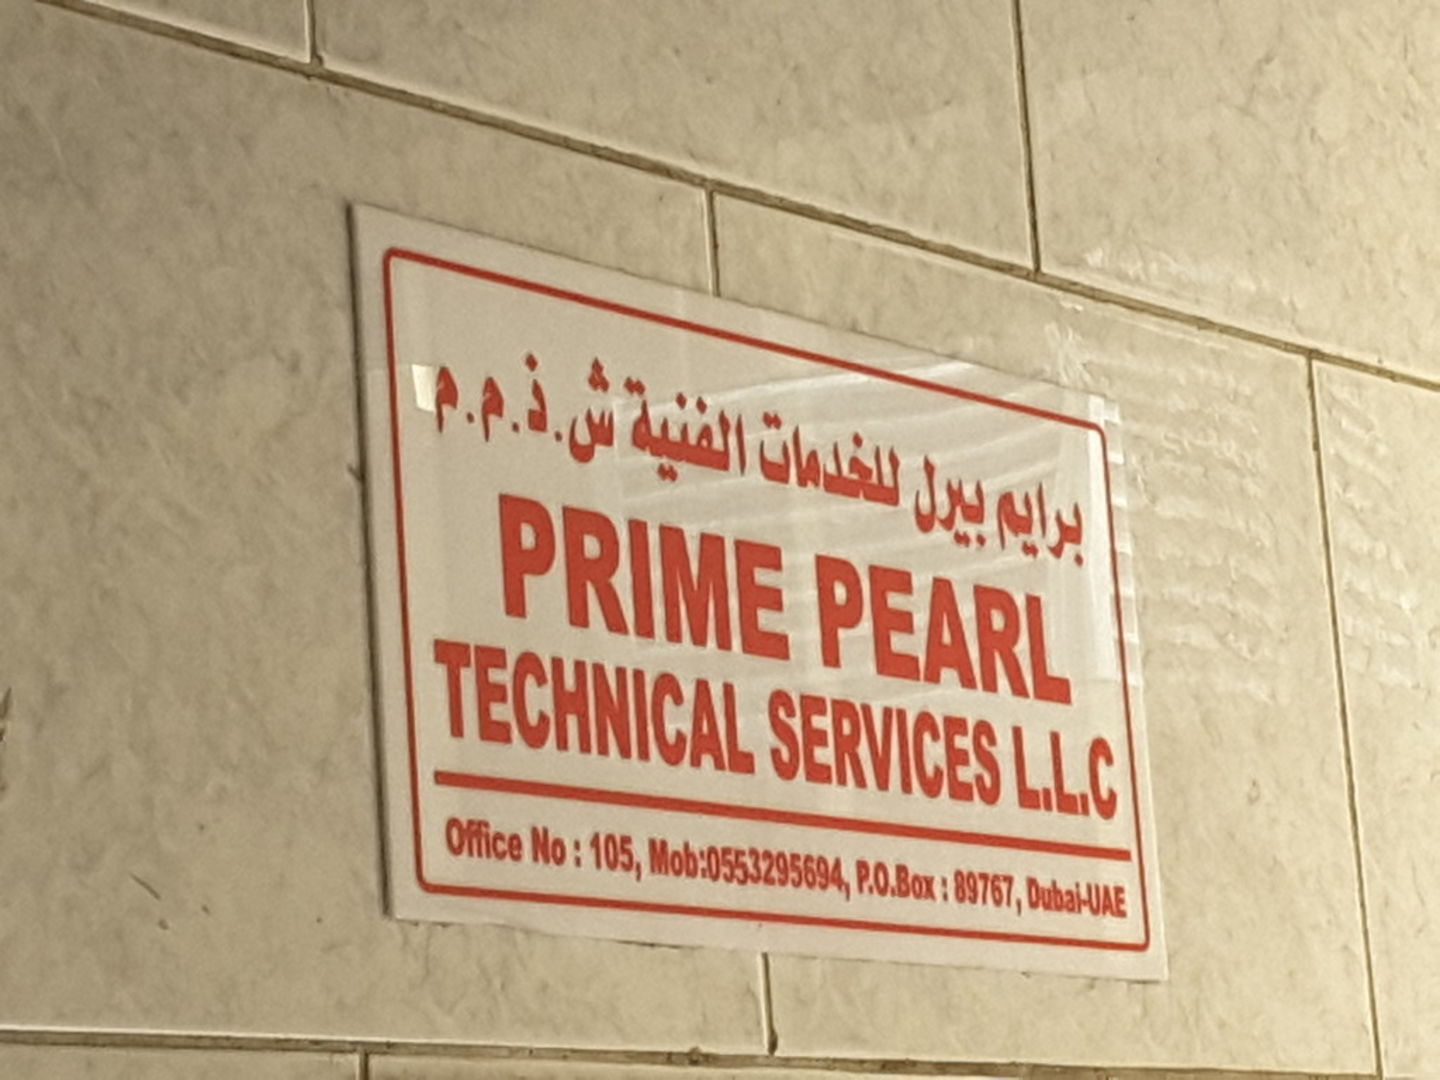 برايم بيرل للخدمات الفنية ش.ذ.م.م
PRIME PEARL
TECHNICAL SERVICES L.L.C
Office No : 105, Mob:0553295694, P.O.Box : 89767, Dubai-UAE